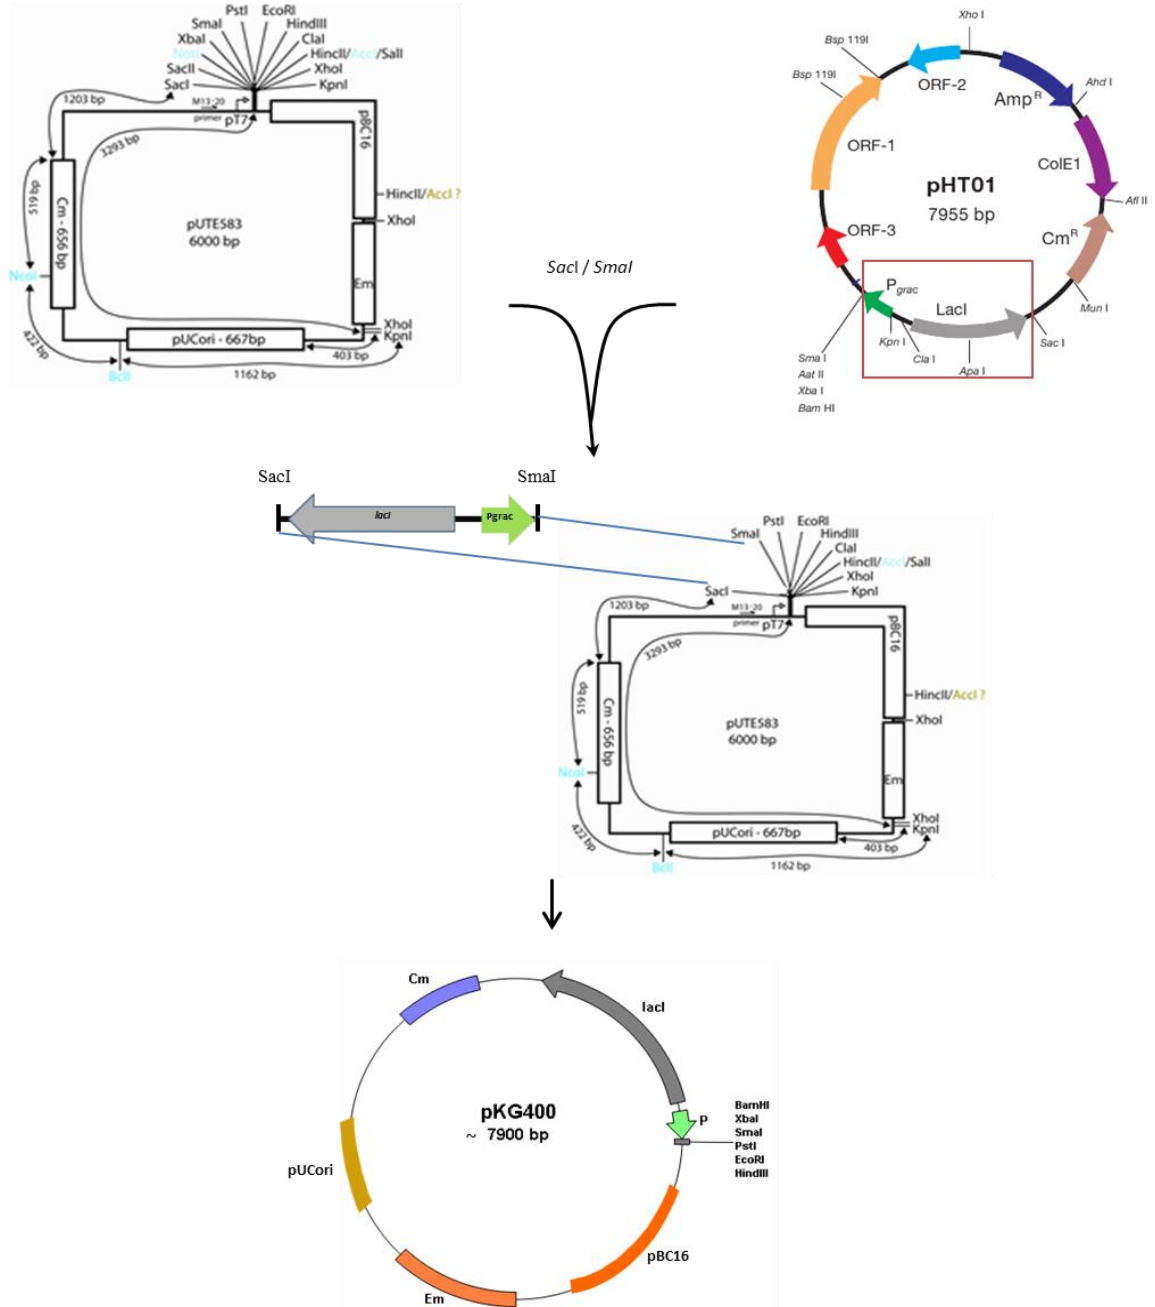 PstI EcoRI
SmaI HindIII
XbaI ClaI
NotI HincII/AccI/SalI
SacII XhoI
SacI KpnI
1203 bp
M13-20
primer pT7
3293 bp
pBC16
519 bp
Cm - 656 bp
HincII/AccI ?
XhoI
pUTE583
6000 bp
NcoI
Em
422 bp
XhoI
KpnI
pUCori - 667bp
403 bp
BclI
1162 bp
SacI / SmaI
Xho I
Bsp 119I
Bsp 119I
ORF-2
AmpR
Ahd I
ORF-1
ColE1
pHT01
7955 bp
Afl II
ORF-3
CmR
Pgrac
LacI
Mun I
Kpn I
Cla I
Apa I
Sac I
Sma I
Aat II
Xba I
Bam HI
SacI SmaI
lacI Pgrac
PstI EcoRI
SmaI HindIII
ClaI
HincII/AccI/SalI
XhoI
SacI KpnI
1203 bp
M13-20
primer pT7
3293 bp
pBC16
519 bp
Cm - 656 bp
HincII/AccI ?
XhoI
pUTE583
6000 bp
NcoI
Em
422 bp
XhoI
KpnI
pUCori - 667bp
403 bp
BclI
1162 bp
Cm
lacI
pKG400
~ 7900 bp
P
BamHI
XbaI
SmaI
PstI
EcoRI
HindIII
pUCori
pBC16
Em